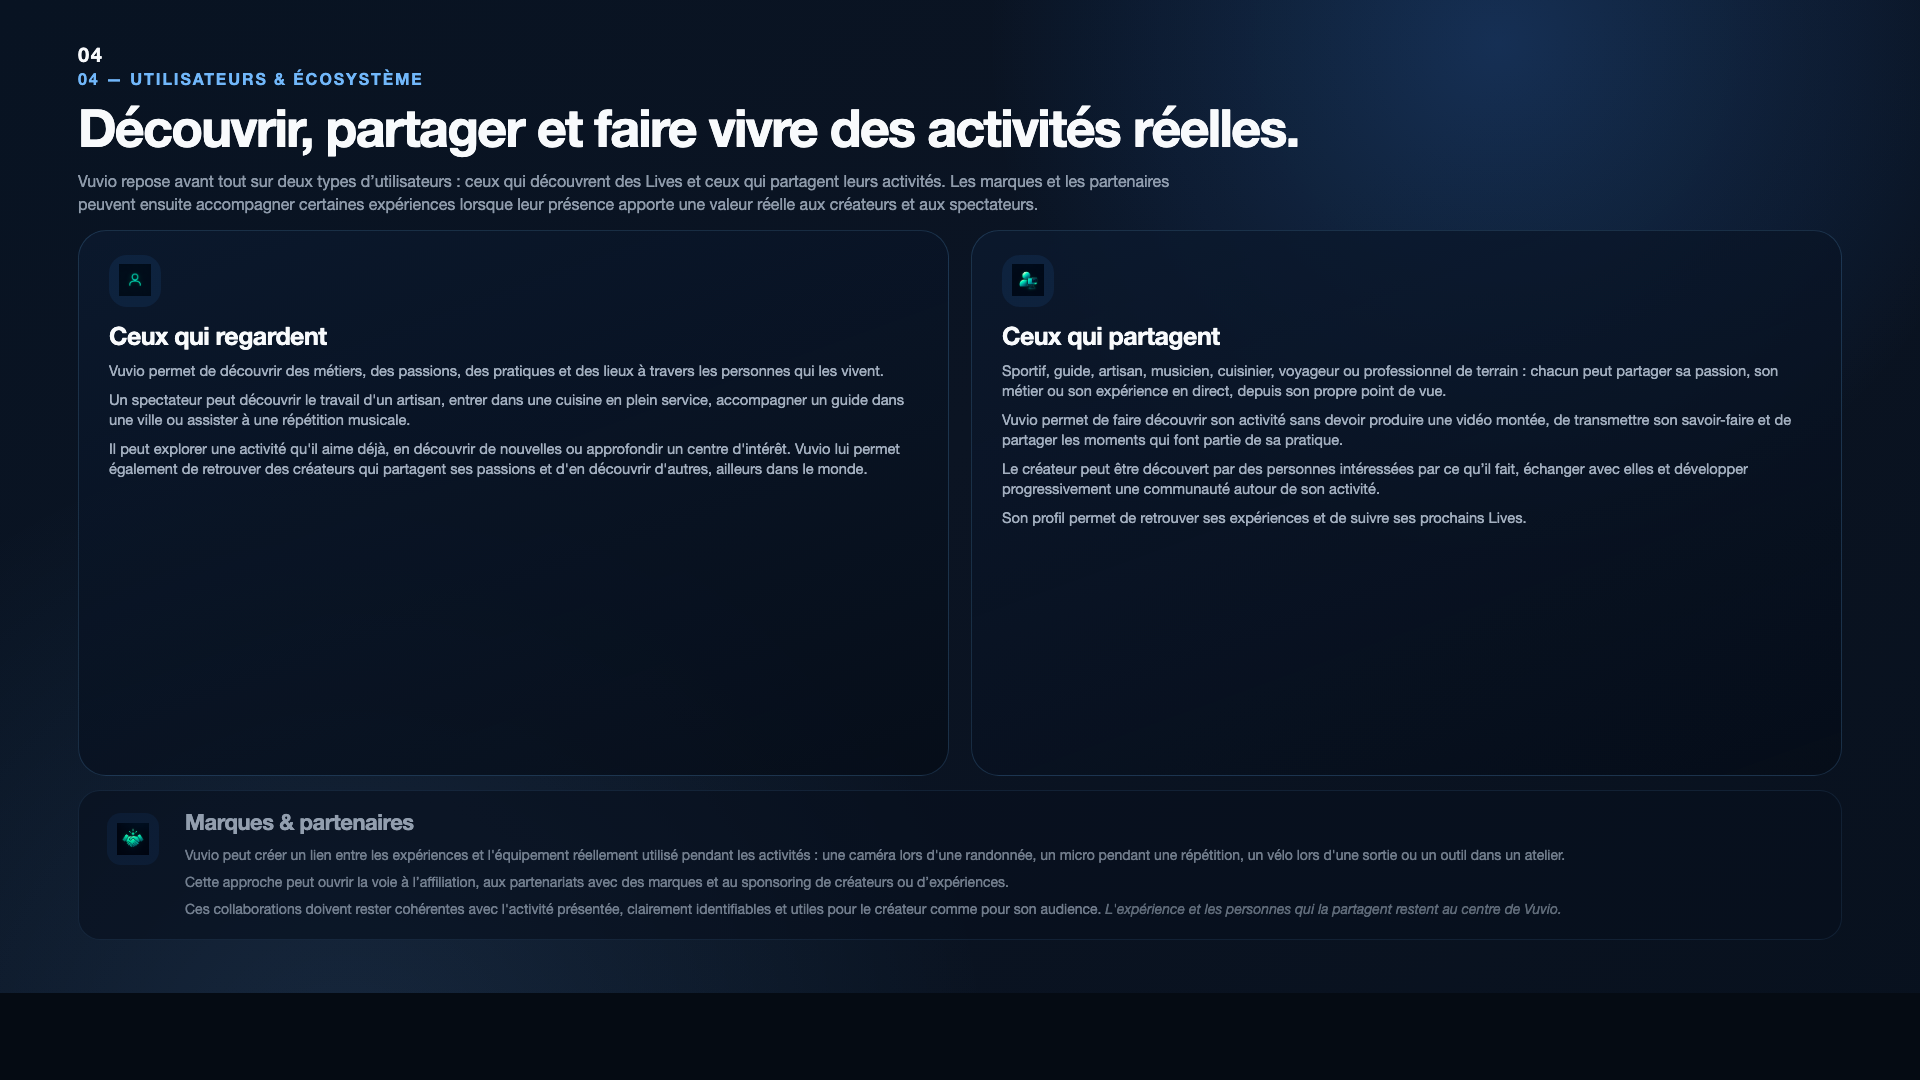 04
04 — UTILISATEURS & ÉCOSYSTÈME
Découvrir, partager et faire vivre des activités réelles.
Vuvio repose avant tout sur deux types d’utilisateurs : ceux qui découvrent des Lives et ceux qui partagent leurs activités. Les marques et les partenaires
peuvent ensuite accompagner certaines expériences lorsque leur présence apporte une valeur réelle aux créateurs et aux spectateurs.
Ceux qui regardent
Vuvio permet de découvrir des métiers, des passions, des pratiques et des lieux à travers les personnes qui les vivent.
Un spectateur peut découvrir le travail d'un artisan, entrer dans une cuisine en plein service, accompagner un guide dans
une ville ou assister à une répétition musicale.
Il peut explorer une activité qu'il aime déjà, en découvrir de nouvelles ou approfondir un centre d'intérêt. Vuvio lui permet
également de retrouver des créateurs qui partagent ses passions et d'en découvrir d'autres, ailleurs dans le monde.
Ceux qui partagent
Sportif, guide, artisan, musicien, cuisinier, voyageur ou professionnel de terrain : chacun peut partager sa passion, son
métier ou son expérience en direct, depuis son propre point de vue.
Vuvio permet de faire découvrir son activité sans devoir produire une vidéo montée, de transmettre son savoir-faire et de
partager les moments qui font partie de sa pratique.
Le créateur peut être découvert par des personnes intéressées par ce qu’il fait, échanger avec elles et développer
progressivement une communauté autour de son activité.
Son profil permet de retrouver ses expériences et de suivre ses prochains Lives.
Marques & partenaires
Vuvio peut créer un lien entre les expériences et l'équipement réellement utilisé pendant les activités : une caméra lors d'une randonnée, un micro pendant une répétition, un vélo lors d'une sortie ou un outil dans un atelier.
Cette approche peut ouvrir la voie à l’affiliation, aux partenariats avec des marques et au sponsoring de créateurs ou d’expériences.
Ces collaborations doivent rester cohérentes avec l'activité présentée, clairement identifiables et utiles pour le créateur comme pour son audience. L'expérience et les personnes qui la partagent restent au centre de Vuvio.